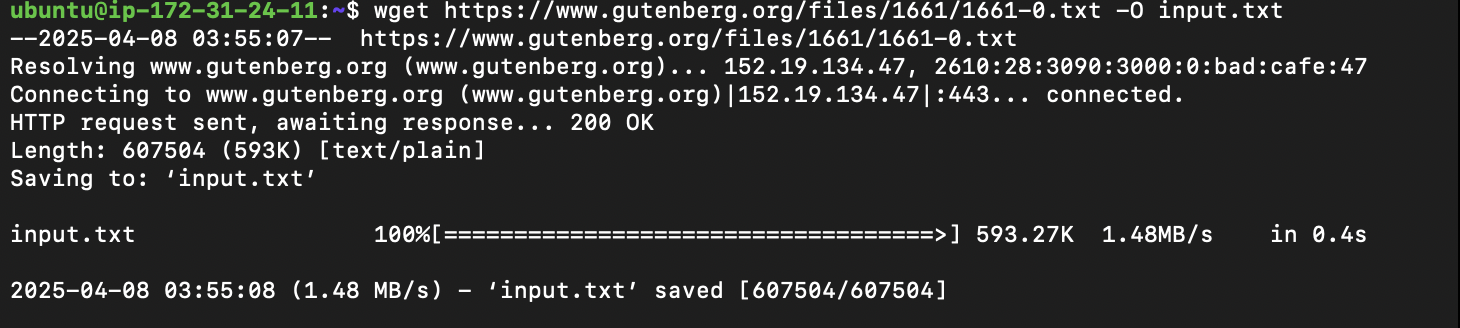 ubuntu@ip-172-31-24-11:~$ wget https://www.gutenberg.org/files/1661/1661-0.txt -O input.txt
--2025-04-08 03:55:07--  https://www.gutenberg.org/files/1661/1661-0.txt
Resolving www.gutenberg.org (www.gutenberg.org)... 152.19.134.47, 2610:28:3090:3000:0:bad:cafe:47
Connecting to www.gutenberg.org (www.gutenberg.org)|152.19.134.47|:443... connected.
HTTP request sent, awaiting response... 200 OK
Length: 607504 (593K) [text/plain]
Saving to: ‘input.txt’
input.txt                 100%[===================================>] 593.27K  1.48MB/s    in 0.4s
2025-04-08 03:55:08 (1.48 MB/s) - ‘input.txt’ saved [607504/607504]